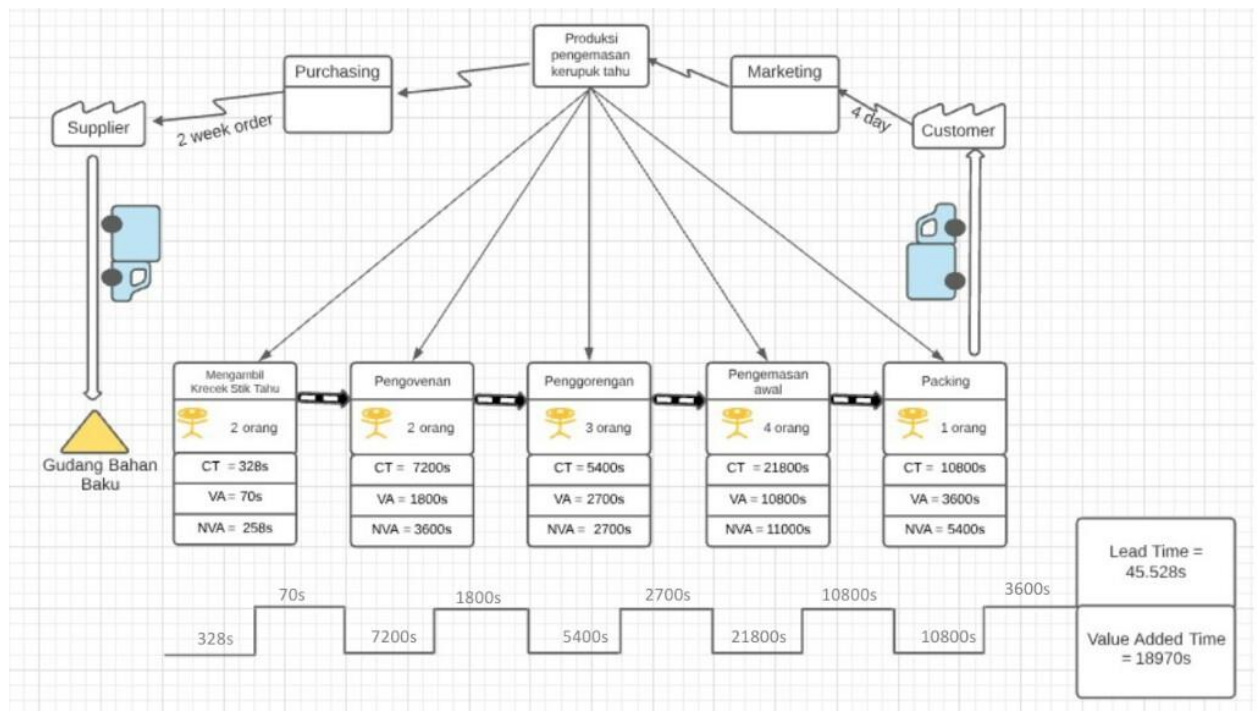 Produksi
pengemasan
kerupuk tahu
Purchasing
Marketing
Supplier
2 week order
4 day
Customer
Gudang Bahan
Baku
Mengambil
Krecek Stik Tahu
2 orang
CT = 328s
VA = 70s
NVA = 258s
Pengovenan
2 orang
CT = 7200s
VA = 1800s
NVA = 3600s
Penggorengan
3 orang
CT = 5400s
VA = 2700s
NVA = 2700s
Pengemasan
awal
4 orang
CT = 21800s
VA = 10800s
NVA = 11000s
Packing
1 orang
CT = 10800s
VA = 3600s
NVA = 5400s
328s
70s
7200s
1800s
5400s
2700s
21800s
10800s
10800s
3600s
Lead Time =
45.528s
Value Added Time
= 18970s